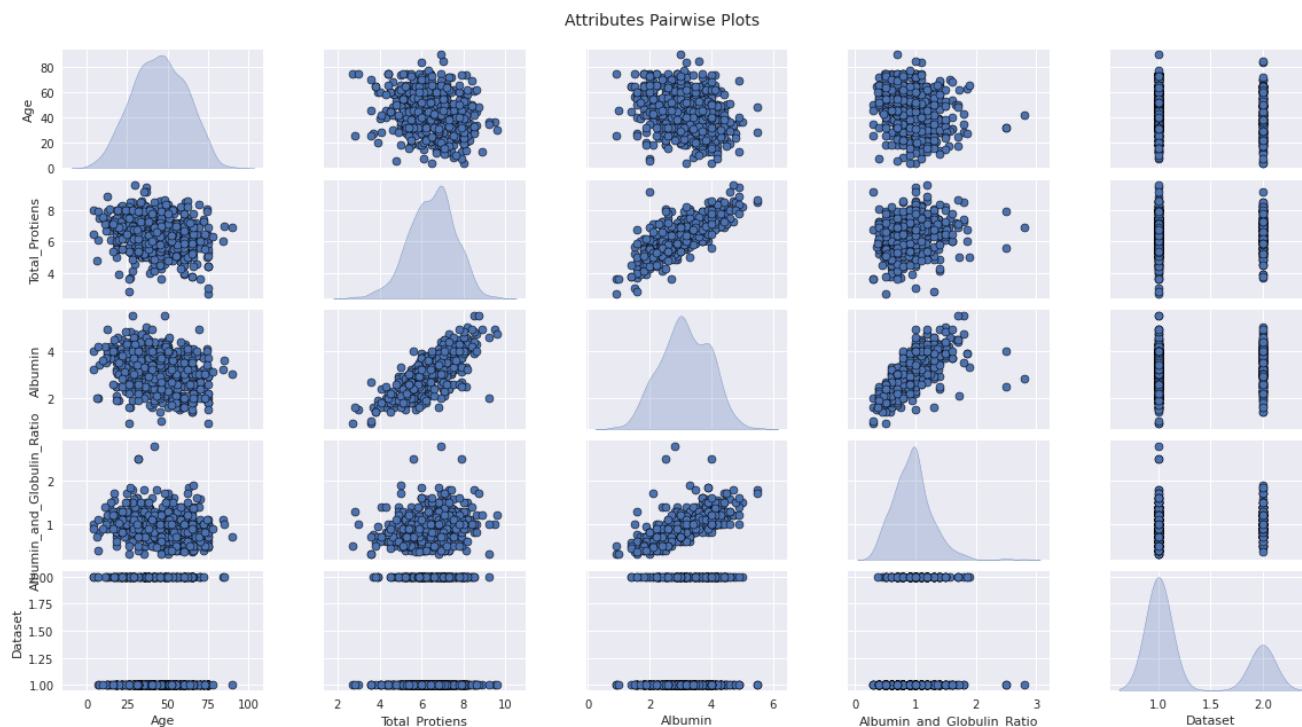 Attributes Pairwise Plots
Age
80
60
40
20
0
Total_Protiens
8
6
4
Albumin
4
2
Albumin_and_Globulin_Ratio
2
1
Dataset
2.00
1.75
1.50
1.25
1.00
0 25 50 75 100
2 4 6 8 10
0 2 4 6
0 1 2 3
1.0 1.5 2.0
Age Total_Protiens Albumin Albumin_and_Globulin_Ratio Dataset